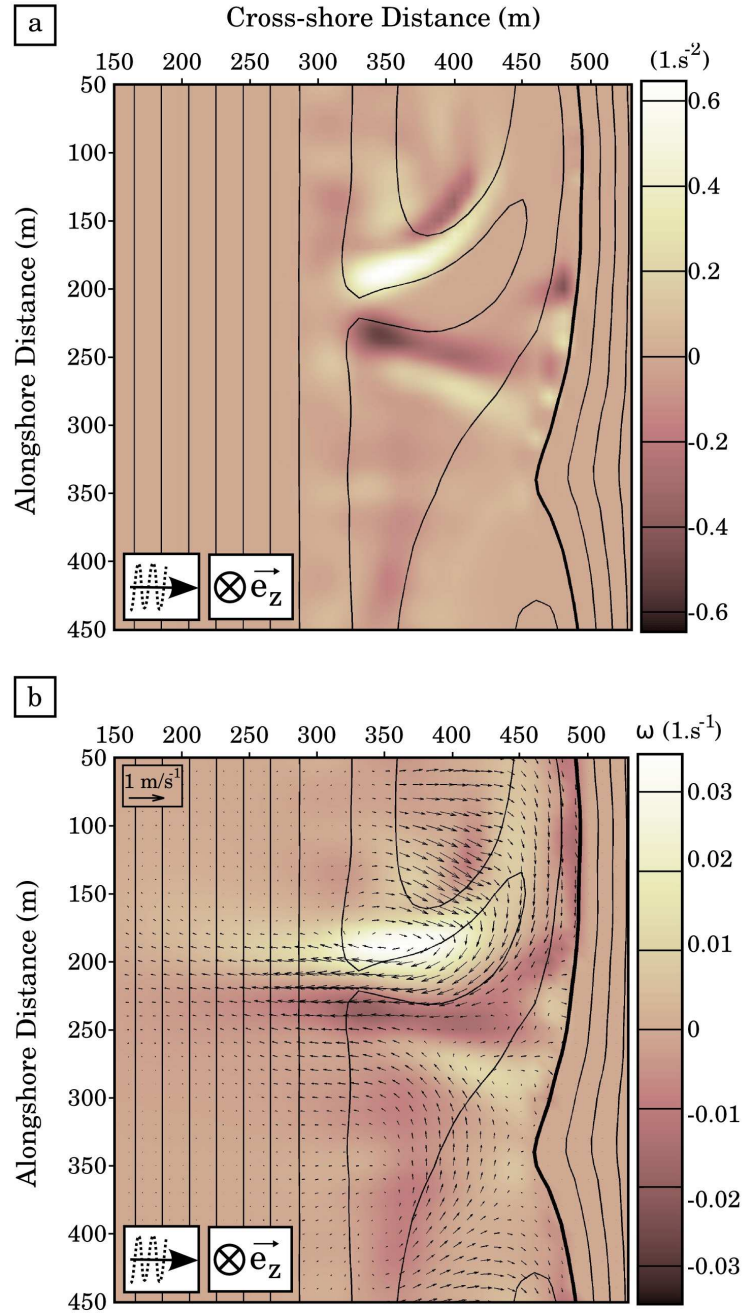 a
Cross-shore Distance (m)
(1.s⁻²)
150 200 250 300 350 400 450 500
50
100
150
200
250
300
350
400
450
Alongshore Distance (m)
0.6
0.4
0.2
0
-0.2
-0.4
-0.6
⊗ e_z
b
150 200 250 300 350 400 450 500
ω (1.s⁻¹)
1 m/s⁻¹
50
100
150
200
250
300
350
400
450
Alongshore Distance (m)
0.03
0.02
0.01
0
-0.01
-0.02
-0.03
⊗ e_z